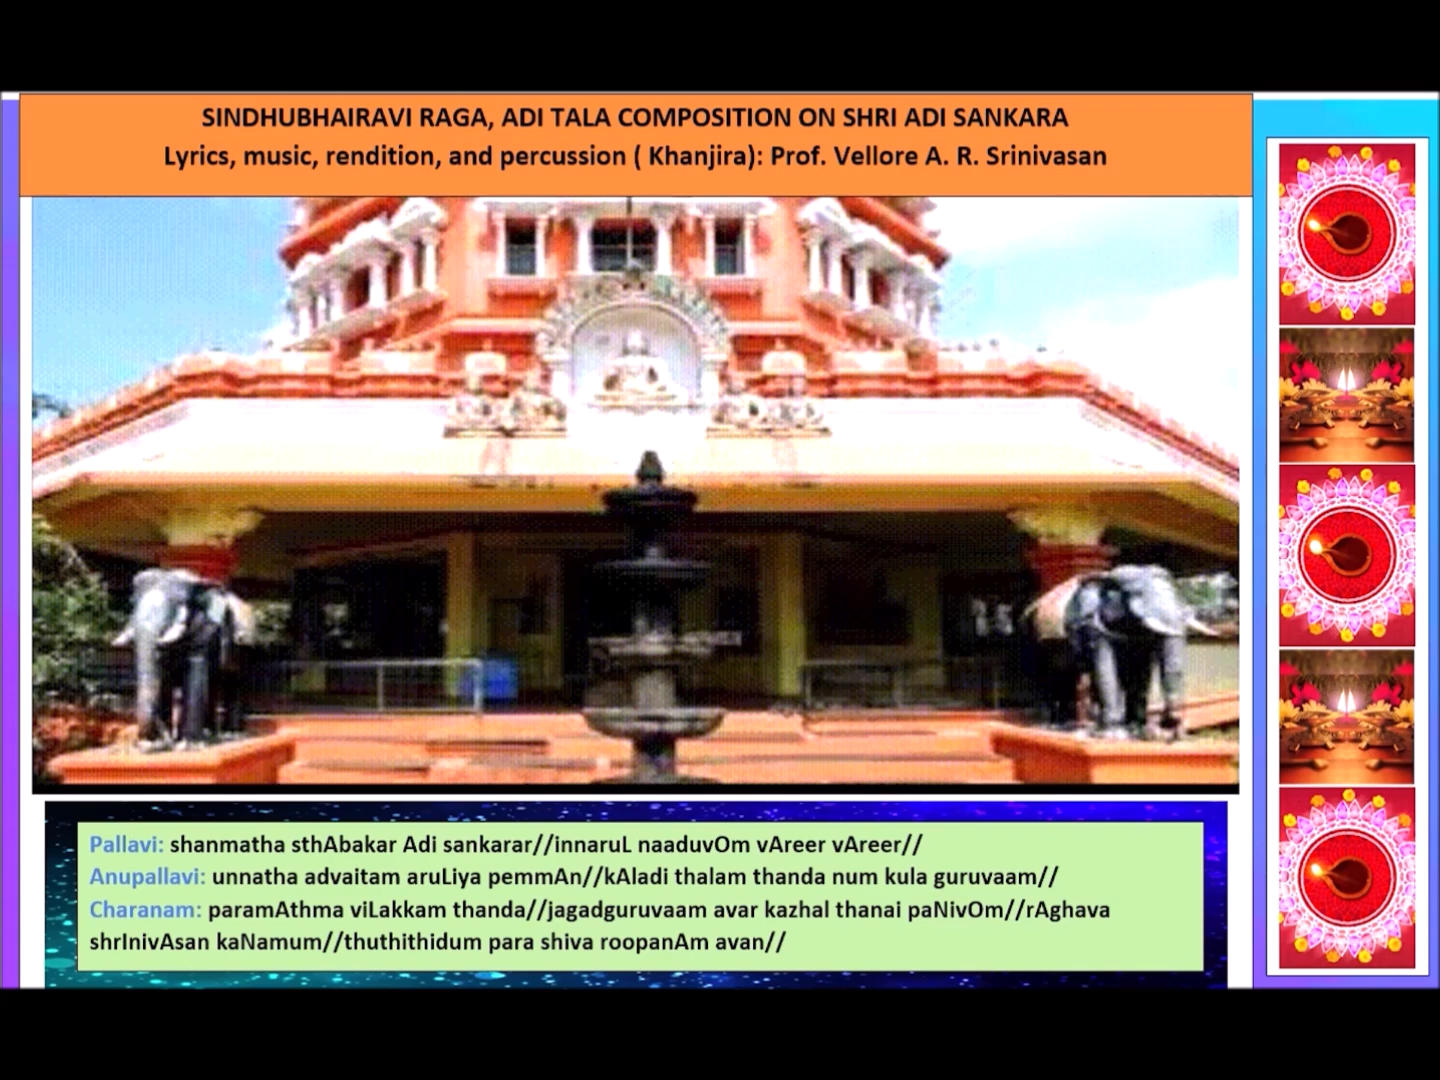 SINDHUBHAIRAVI RAGA, ADI TALA COMPOSITION ON SHRI ADI SANKARA
Lyrics, music, rendition, and percussion ( Khanjira): Prof. Vellore A. R. Srinivasan
Pallavi: shanmatha sthAbakar Adi sankarar//innaruL naaduvOm vAreer vAreer//
Anupallavi: unnatha advaitam aruLiya pemmAn//kAladi thalam thanda num kula guruvaam//
Charanam: paramAthma viLakkam thanda//jagadguruvaam avar kazhal thanai paNivOm//rAghava
shrInivAsan kaNamum//thuthithidum para shiva roopanAm avan//